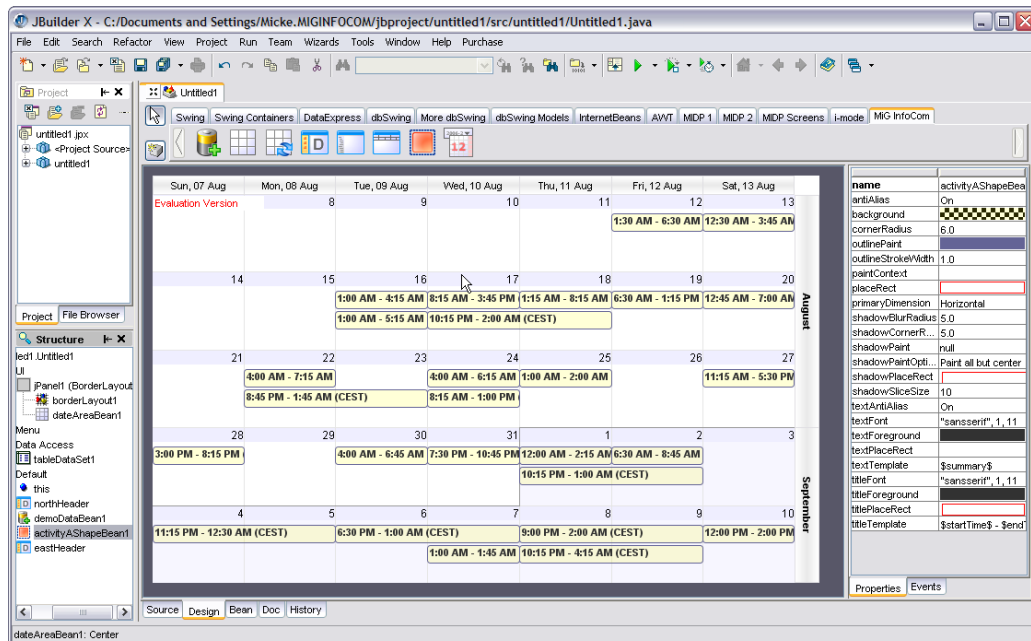 JBuilder X - C:/Documents and Settings/Micke.MIGINFOCOM/jbproject/untitled1/src/untitled1/Untitled1.java
File Edit Search Refactor View Project Run Team Wizards Tools Window Help Purchase
Project
Untitled1
Swing Swing Containers DataExpress dbSwing More dbSwing dbSwing Models InternetBeans AWT MIDP 1 MIDP 2 MIDP Screens i-mode MiG InfoCom
untitled1.jpx
<Project Source>
untitled1
Project File Browser
Structure
led1.Untitled1
UI
jPanel1 (BorderLayout
borderLayout1
dateAreaBean1
Menu
Data Access
tableDataSet1
Default
this
northHeader
demoDataBean1
activityAShapeBean1
eastHeader
Sun, 07 Aug Mon, 08 Aug Tue, 09 Aug Wed, 10 Aug Thu, 11 Aug Fri, 12 Aug Sat, 13 Aug
Evaluation Version 8 9 10 11 12 13
1:30 AM - 6:30 AM 12:30 AM - 3:45 AM
14 15 16 17 18 19 20
1:00 AM - 4:15 AM 8:15 AM - 3:45 PM 1:15 AM - 8:15 AM 6:30 AM - 1:15 PM 12:45 AM - 7:00 AM
1:00 AM - 5:15 AM 10:15 PM - 2:00 AM (CEST)
August
21 22 23 24 25 26 27
4:00 AM - 7:15 AM 4:00 AM - 6:15 AM 1:00 AM - 2:00 AM 11:15 AM - 5:30 PM
8:45 PM - 1:45 AM (CEST) 8:15 AM - 1:00 PM
28 29 30 31 1 2 3
3:00 PM - 8:15 PM 4:00 AM - 6:45 AM 7:30 PM - 10:45 PM 12:00 AM - 2:15 AM 6:30 AM - 8:45 AM
10:15 PM - 1:00 AM (CEST)
September
4 5 6 7 8 9 10
11:15 PM - 12:30 AM (CEST) 6:30 PM - 1:00 AM (CEST) 9:00 PM - 2:00 AM (CEST) 12:00 PM - 2:00 PM
1:00 AM - 1:45 AM 10:15 PM - 4:15 AM (CEST)
name activityAShapeBea
antiAlias On
background
cornerRadius 6.0
outlinePaint
outlineStrokeWidth 1.0
paintContext
placeRect
primaryDimension Horizontal
shadowBlurRadius 5.0
shadowCornerR... 5.0
shadowPaint null
shadowPaintOpti... Paint all but center
shadowPlaceRect
shadowSliceSize 10
textAntiAlias On
textFont "sansserif", 1, 11
textForeground
textPlaceRect
textTemplate $summary$
titleFont "sansserif", 1, 11
titleForeground
titlePlaceRect
titleTemplate $startTime$ - $endT
Properties Events
Source Design Bean Doc History
dateAreaBean1: Center